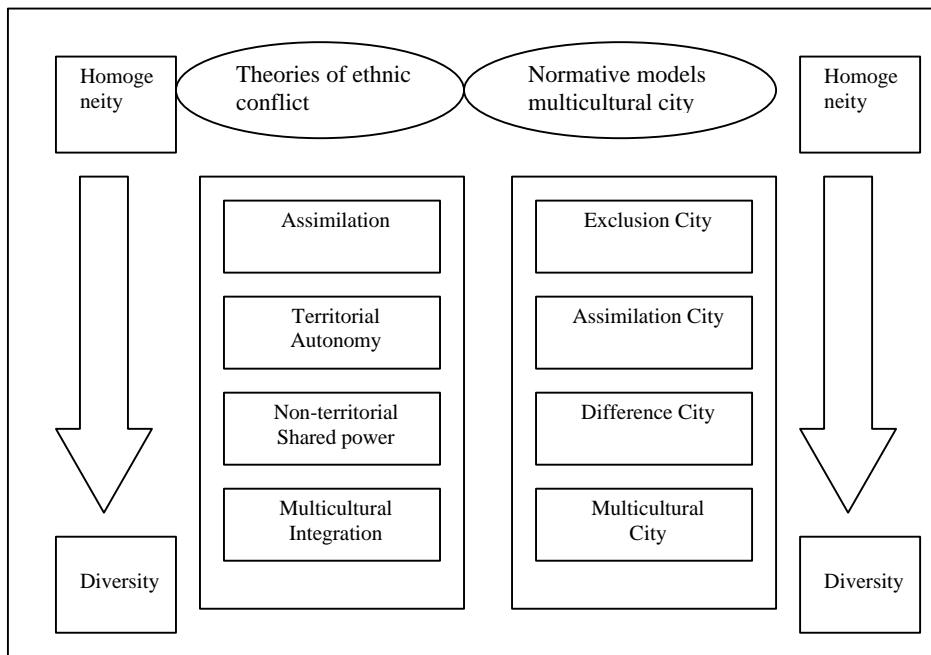 Homoge
neity
Theories of ethnic
conflict
Normative models
multicultural city
Homoge
neity
Assimilation
Exclusion City
Territorial
Autonomy
Assimilation City
Non-territorial
Shared power
Difference City
Multicultural
Integration
Multicultural
City
Diversity
Diversity